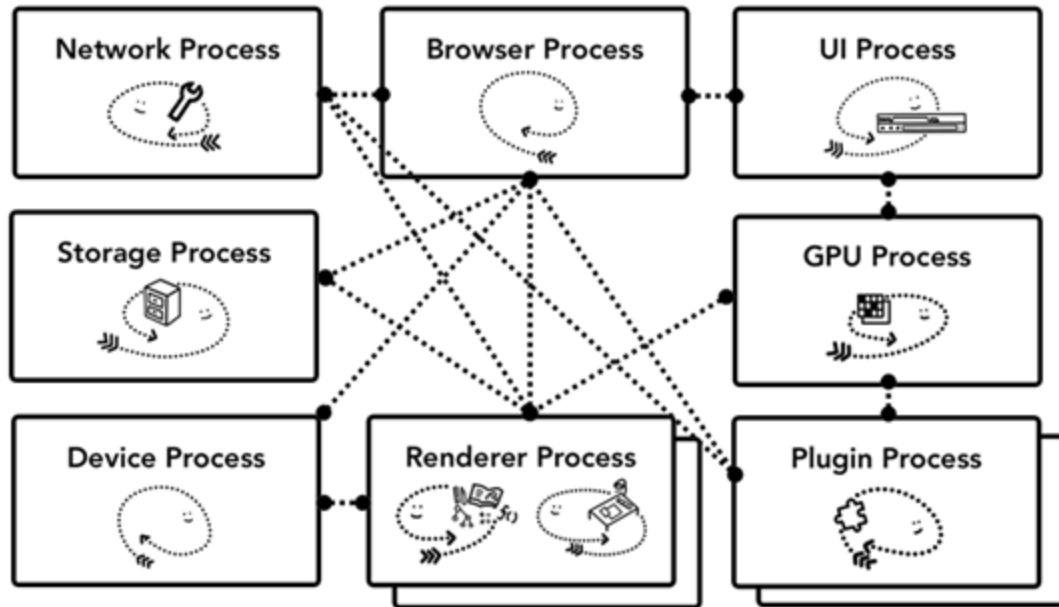 Network Process
Browser Process
UI Process
Storage Process
GPU Process
Device Process
Renderer Process
f()
Plugin Process